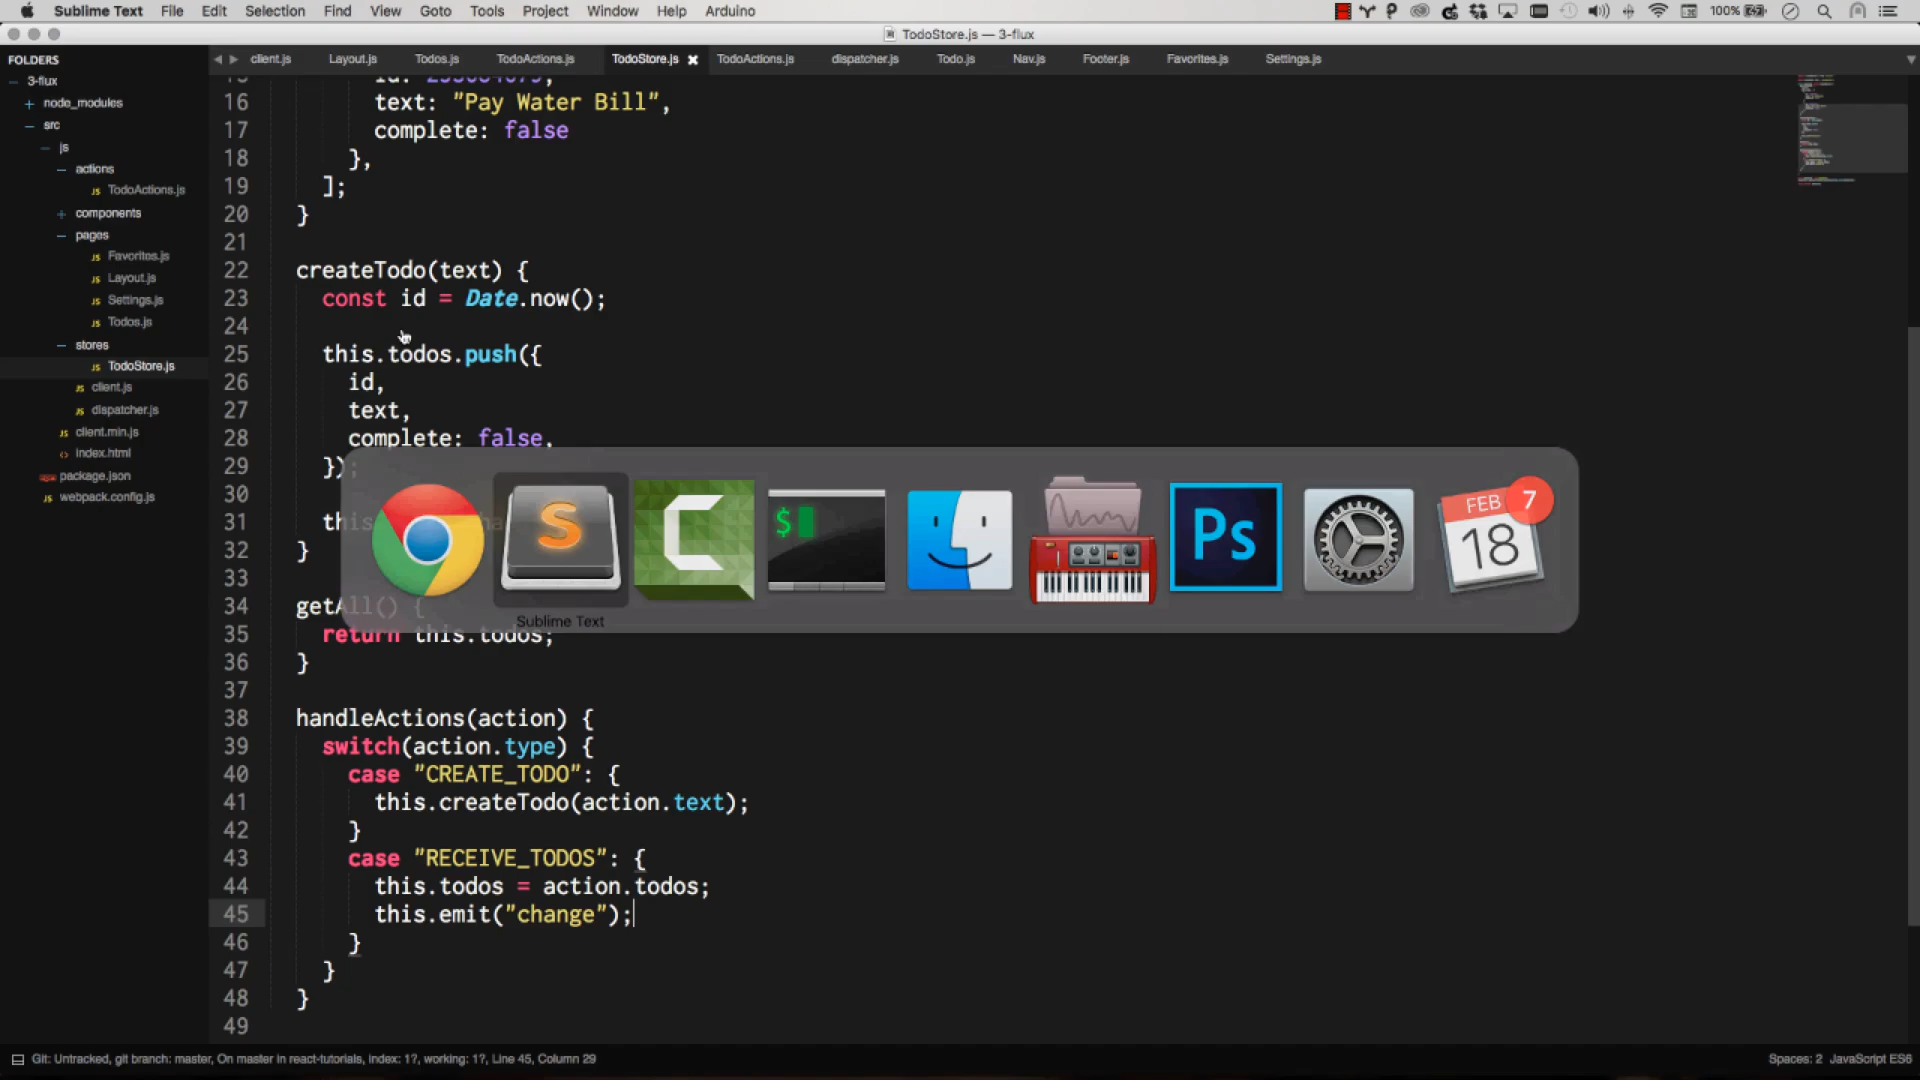 Sublime Text File Edit Selection Find View Goto Tools Project Window Help Arduino 100%
TodoStore.js — 3-flux
FOLDERS
3-flux
node_modules
src
js
actions
TodoActions.js
components
pages
Favorites.js
Layout.js
Settings.js
Todos.js
stores
TodoStore.js
client.js
dispatcher.js
client.min.js
index.html
package.json
webpack.config.js
client.js Layout.js Todos.js TodoActions.js TodoStore.js TodoActions.js dispatcher.js Todo.js Nav.js Footer.js Favorites.js Settings.js
16 text: "Pay Water Bill",
17 complete: false
18 },
19 ];
20 }
21
22 createTodo(text) {
23 const id = Date.now();
24
25 this.todos.push({
26 id,
27 text,
28 complete: false,
29 });
30
31 this
32 }
33
34 getAll() {
35 return this.todos;
36 }
37
38 handleActions(action) {
39 switch(action.type) {
40 case "CREATE_TODO": {
41 this.createTodo(action.text);
42 }
43 case "RECEIVE_TODOS": {
44 this.todos = action.todos;
45 this.emit("change");
46 }
47 }
48 }
49
S
C
$
Ps
FEB
18
7
Sublime Text
Git: Untracked, git branch: master, On master in react-tutorials, index: 1?, working: 1?, Line 45, Column 29
Spaces: 2 JavaScript ES6